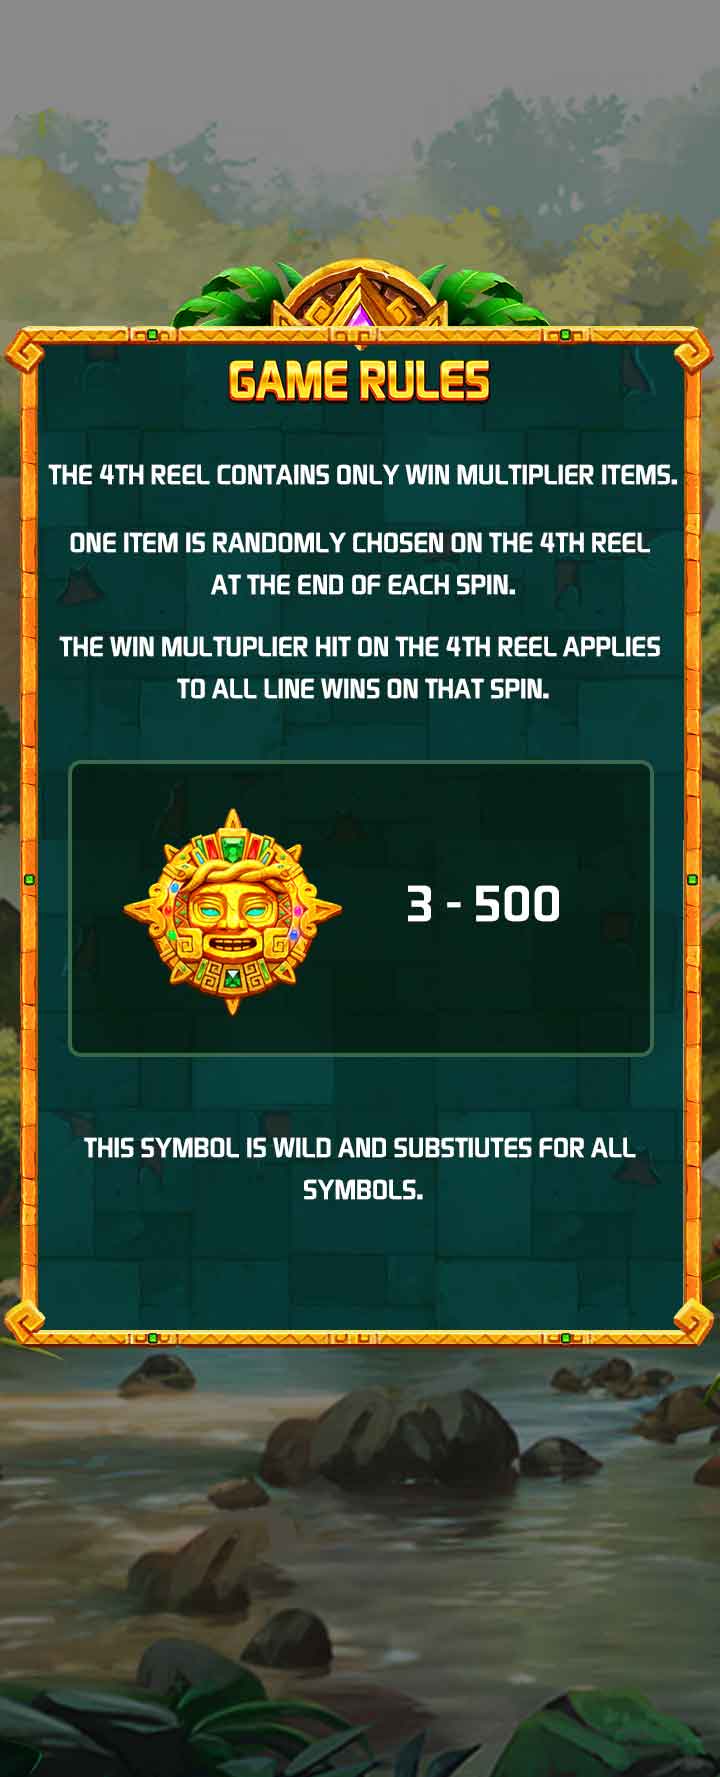 GAME RULES
THE 4TH REEL CONTAINS ONLY WIN MULTIPLIER ITEMS.
ONE ITEM IS RANDOMLY CHOSEN ON THE 4TH REEL
AT THE END OF EACH SPIN.
THE WIN MULTUPLIER HIT ON THE 4TH REEL APPLIES
TO ALL LINE WINS ON THAT SPIN.
3 - 500
THIS SYMBOL IS WILD AND SUBSTIUTES FOR ALL
SYMBOLS.